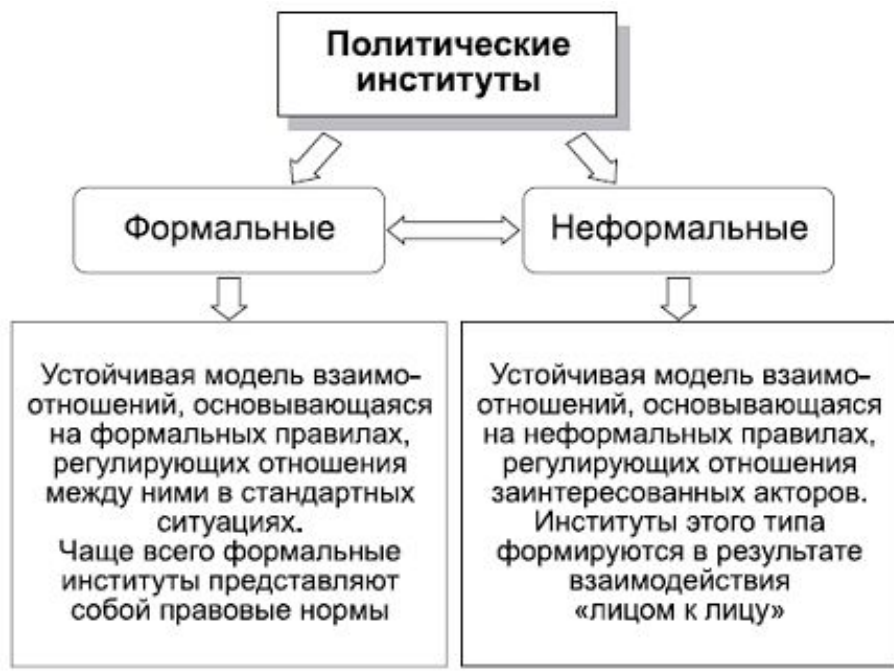 Политические
институты
Формальные
Неформальные
Устойчивая модель взаимо-
отношений, основывающаяся
на формальных правилах,
регулирующих отношения
между ними в стандартных
ситуациях.
Чаще всего формальные
институты представляют
собой правовые нормы
Устойчивая модель взаимо-
отношений, основывающаяся
на неформальных правилах,
регулирующих отношения
заинтересованных акторов.
Институты этого типа
формируются в результате
взаимодействия
«лицом к лицу»